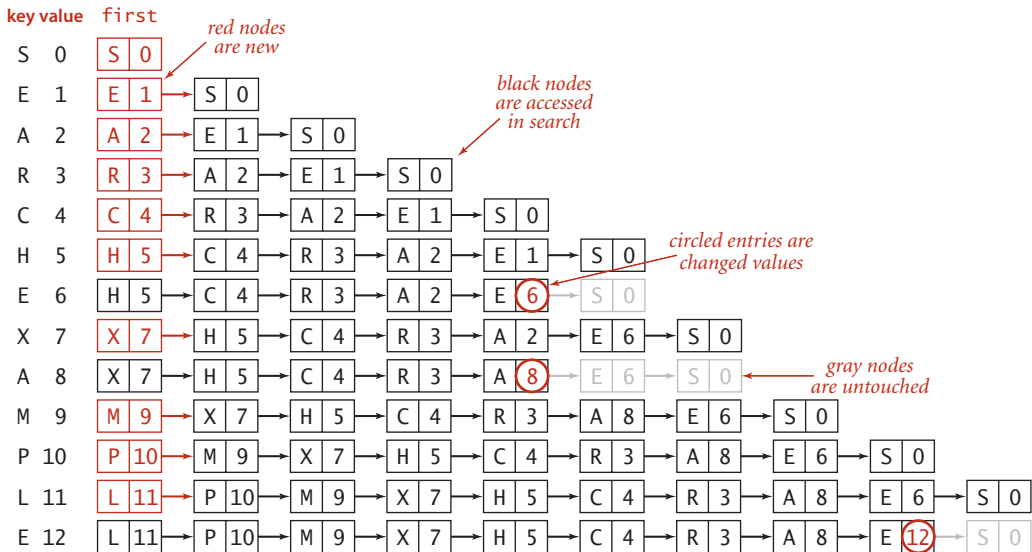 key value first
red nodes
are new
S 0 S 0
E 1 E 1 S 0
black nodes
are accessed
in search
A 2 A 2 E 1 S 0
R 3 R 3 A 2 E 1 S 0
C 4 C 4 R 3 A 2 E 1 S 0
circled entries are
changed values
H 5 H 5 C 4 R 3 A 2 E 1 S 0
E 6 H 5 C 4 R 3 A 2 E 6 S 0
X 7 X 7 H 5 C 4 R 3 A 2 E 6 S 0
A 8 X 7 H 5 C 4 R 3 A 8 E 6 S 0
gray nodes
are untouched
M 9 M 9 X 7 H 5 C 4 R 3 A 8 E 6 S 0
P 10 P 10 M 9 X 7 H 5 C 4 R 3 A 8 E 6 S 0
L 11 L 11 P 10 M 9 X 7 H 5 C 4 R 3 A 8 E 6 S 0
E 12 L 11 P 10 M 9 X 7 H 5 C 4 R 3 A 8 E 12 S 0